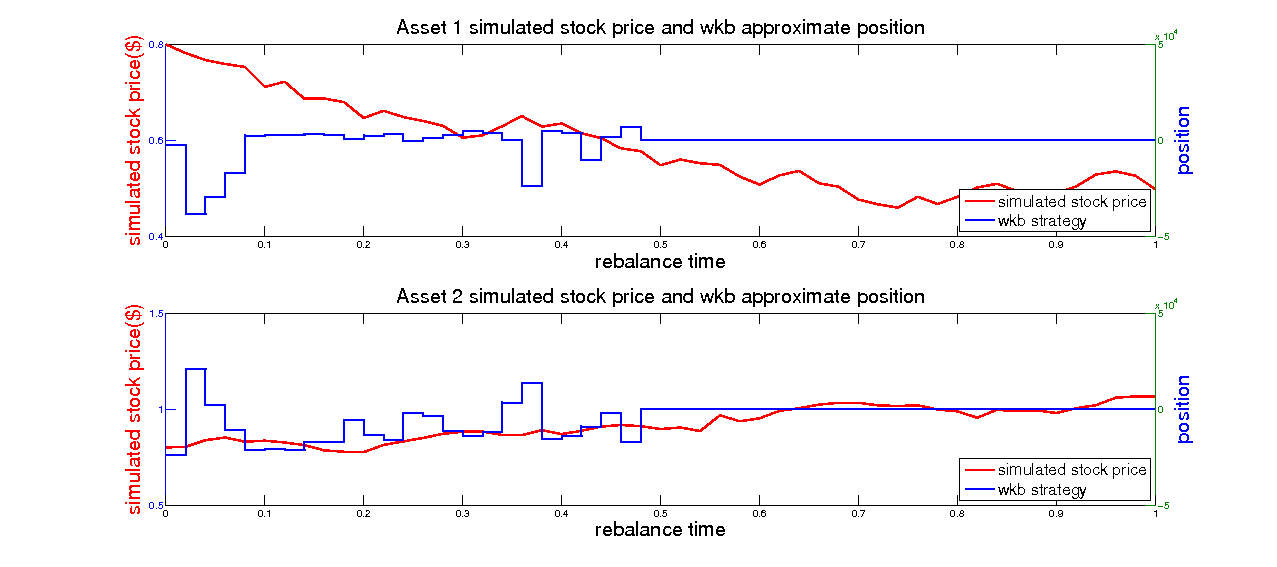 Asset 1 simulated stock price and wkb approximate position
x 10^4
0.8
5
0.6
0
0.4
-5
simulated stock price($)
position
0 0.1 0.2 0.3 0.4 0.5 0.6 0.7 0.8 0.9 1
rebalance time
simulated stock price
wkb strategy
Asset 2 simulated stock price and wkb approximate position
x 10^4
1.5
5
1
0
0.5
-5
simulated stock price($)
position
0 0.1 0.2 0.3 0.4 0.5 0.6 0.7 0.8 0.9 1
rebalance time
simulated stock price
wkb strategy